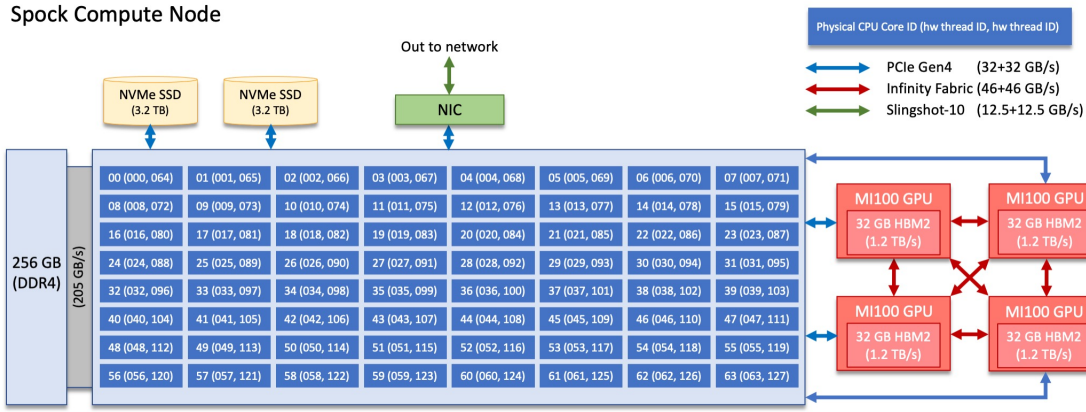 Spock Compute Node
Physical CPU Core ID (hw thread ID, hw thread ID)
Out to network
PCIe Gen4 (32+32 GB/s)
Infinity Fabric (46+46 GB/s)
Slingshot-10 (12.5+12.5 GB/s)
NVMe SSD
(3.2 TB)
NVMe SSD
(3.2 TB)
NIC
256 GB
(DDR4)
(205 GB/s)
00 (000, 064) 01 (001, 065) 02 (002, 066) 03 (003, 067) 04 (004, 068) 05 (005, 069) 06 (006, 070) 07 (007, 071)
08 (008, 072) 09 (009, 073) 10 (010, 074) 11 (011, 075) 12 (012, 076) 13 (013, 077) 14 (014, 078) 15 (015, 079)
16 (016, 080) 17 (017, 081) 18 (018, 082) 19 (019, 083) 20 (020, 084) 21 (021, 085) 22 (022, 086) 23 (023, 087)
24 (024, 088) 25 (025, 089) 26 (026, 090) 27 (027, 091) 28 (028, 092) 29 (029, 093) 30 (030, 094) 31 (031, 095)
32 (032, 096) 33 (033, 097) 34 (034, 098) 35 (035, 099) 36 (036, 100) 37 (037, 101) 38 (038, 102) 39 (039, 103)
40 (040, 104) 41 (041, 105) 42 (042, 106) 43 (043, 107) 44 (044, 108) 45 (045, 109) 46 (046, 110) 47 (047, 111)
48 (048, 112) 49 (049, 113) 50 (050, 114) 51 (051, 115) 52 (052, 116) 53 (053, 117) 54 (054, 118) 55 (055, 119)
56 (056, 120) 57 (057, 121) 58 (058, 122) 59 (059, 123) 60 (060, 124) 61 (061, 125) 62 (062, 126) 63 (063, 127)
MI100 GPU
32 GB HBM2
(1.2 TB/s)
MI100 GPU
32 GB HBM2
(1.2 TB/s)
MI100 GPU
32 GB HBM2
(1.2 TB/s)
MI100 GPU
32 GB HBM2
(1.2 TB/s)